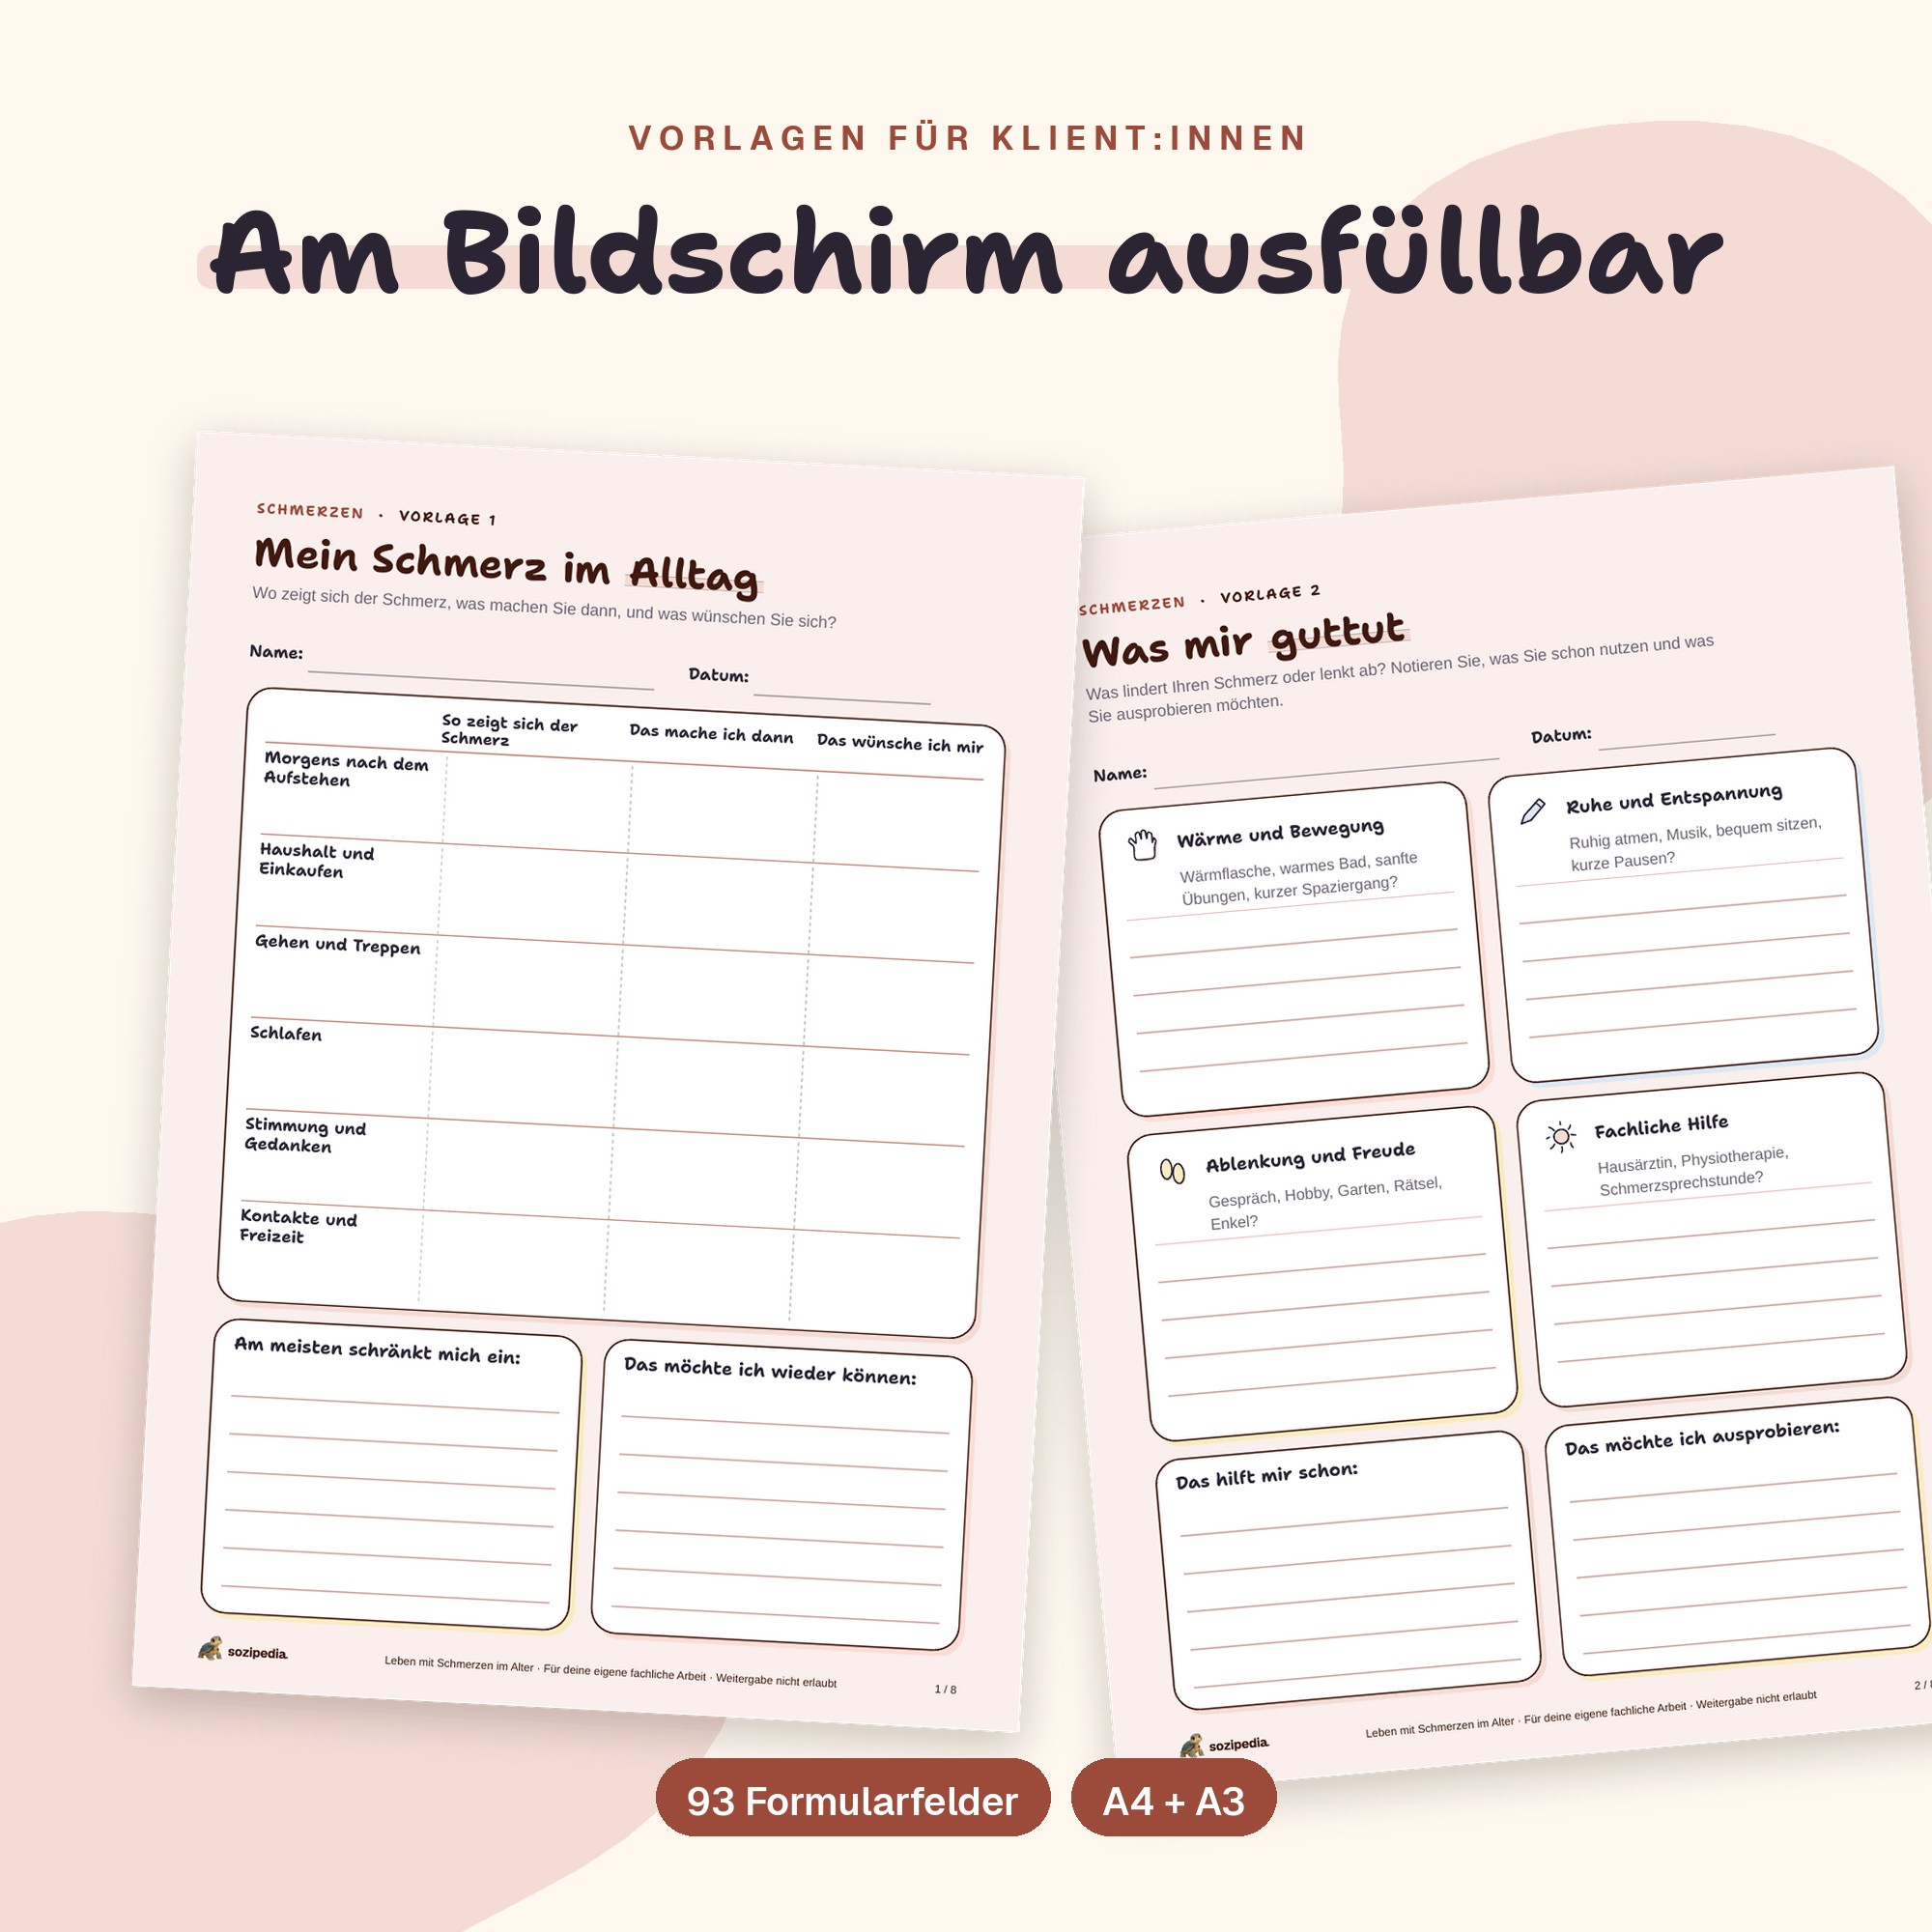 VORLAGEN FÜR KLIENT:INNEN
Am Bildschirm ausfüllbar
SCHMERZEN · VORLAGE 1
Mein Schmerz im Alltag
Wo zeigt sich der Schmerz, was machen Sie dann, und was wünschen Sie sich?
Name:
Datum:
So zeigt sich der
Schmerz
Das mache ich dann
Das wünsche ich mir
Morgens nach dem
Aufstehen
Haushalt und
Einkaufen
Gehen und Treppen
Schlafen
Stimmung und
Gedanken
Kontakte und
Freizeit
Am meisten schränkt mich ein:
Das möchte ich wieder können:
sozipedia.
Leben mit Schmerzen im Alter · Für deine eigene fachliche Arbeit · Weitergabe nicht erlaubt
1 / 8
SCHMERZEN · VORLAGE 2
Was mir guttut
Was lindert Ihren Schmerz oder lenkt ab? Notieren Sie, was Sie schon nutzen und was
Sie ausprobieren möchten.
Name:
Datum:
Wärme und Bewegung
Wärmflasche, warmes Bad, sanfte
Übungen, kurzer Spaziergang?
Ruhe und Entspannung
Ruhig atmen, Musik, bequem sitzen,
kurze Pausen?
Ablenkung und Freude
Gespräch, Hobby, Garten, Rätsel,
Enkel?
Fachliche Hilfe
Hausärztin, Physiotherapie,
Schmerzsprechstunde?
Das hilft mir schon:
Das möchte ich ausprobieren:
sozipedia.
Leben mit Schmerzen im Alter · Für deine eigene fachliche Arbeit · Weitergabe nicht erlaubt
2 / 8
93 Formularfelder
A4 + A3